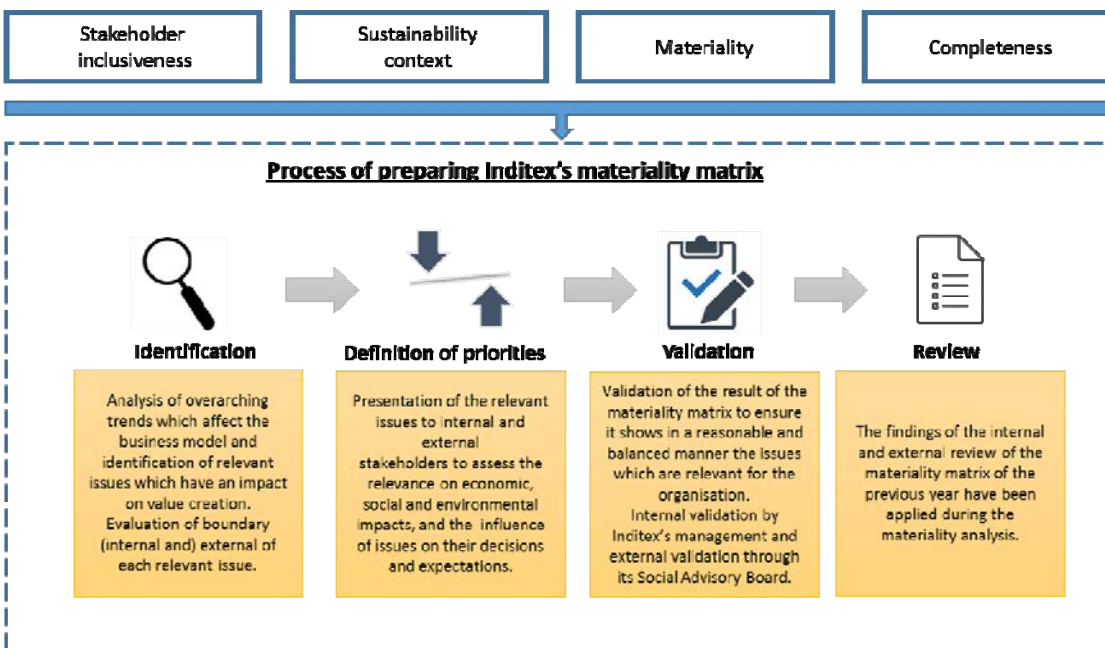 Stakeholder
inclusiveness
Sustainability
context
Materiality
Completeness
Process of preparing Inditex's materiality matrix
Identification
Analysis of overarching
trends which affect the
business model and
identification of relevant
issues which have an impact
on value creation.
Evaluation of boundary
(internal and) external of
each relevant issue.
Definition of priorities
Presentation of the relevant
issues to internal and
external
stakeholders to assess the
relevance on economic,
social and environmental
impacts, and the influence
of issues on their decisions
and expectations.
Validation
Validation of the result of the
materiality matrix to ensure
it shows in a reasonable and
balanced manner the issues
which are relevant for the
organisation.
Internal validation by
Inditex's management and
external validation through
its Social Advisory Board.
Review
The findings of the internal
and external review of the
materiality matrix of the
previous year have been
applied during the
materiality analysis.